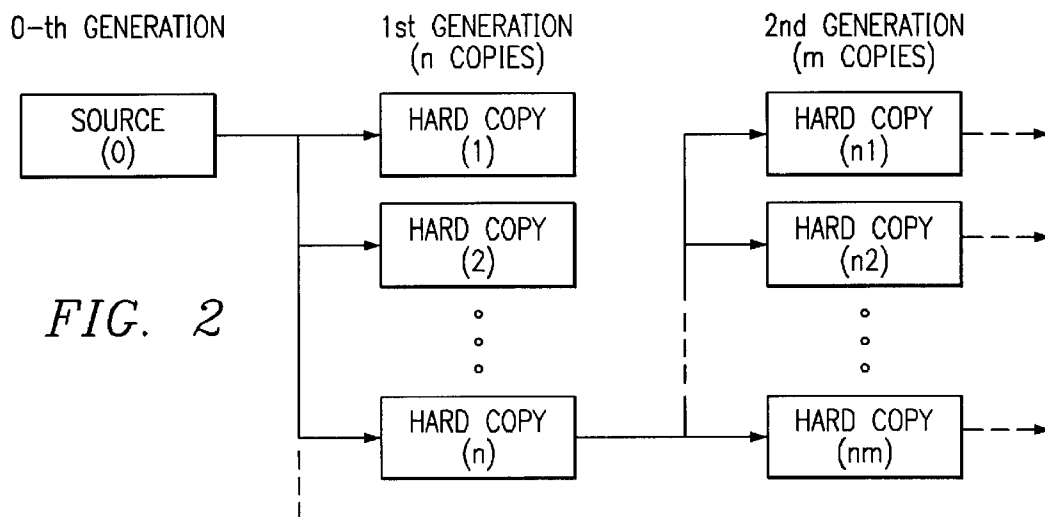 0-th GENERATION
1st GENERATION
(n COPIES)
2nd GENERATION
(m COPIES)
SOURCE
(0)
HARD COPY
(1)
HARD COPY
(n1)
HARD COPY
(2)
HARD COPY
(n2)
FIG. 2
HARD COPY
(n)
HARD COPY
(nm)